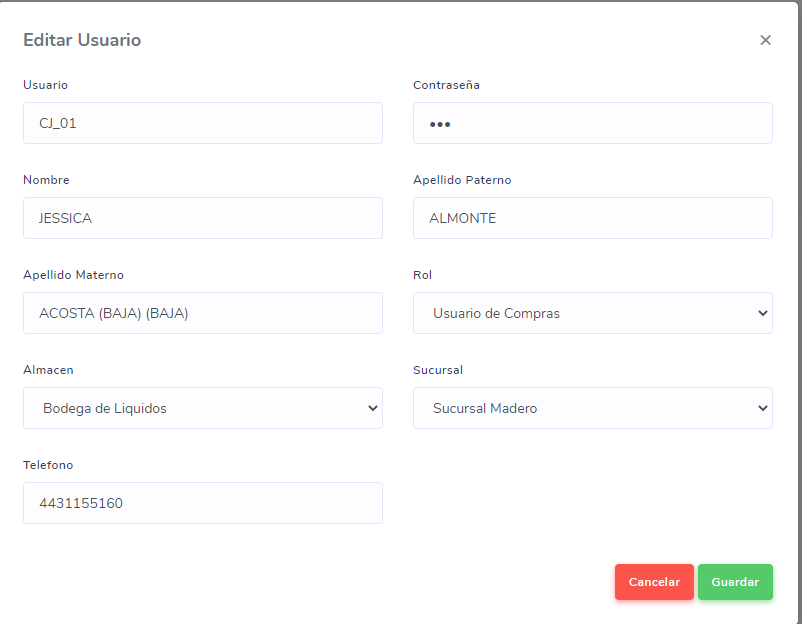 Editar Usuario ×
Usuario Contraseña
CJ_01 •••
Nombre Apellido Paterno
JESSICA ALMONTE
Apellido Materno Rol
ACOSTA (BAJA) (BAJA) Usuario de Compras
Almacen Sucursal
Bodega de Liquidos Sucursal Madero
Telefono
4431155160
Cancelar Guardar